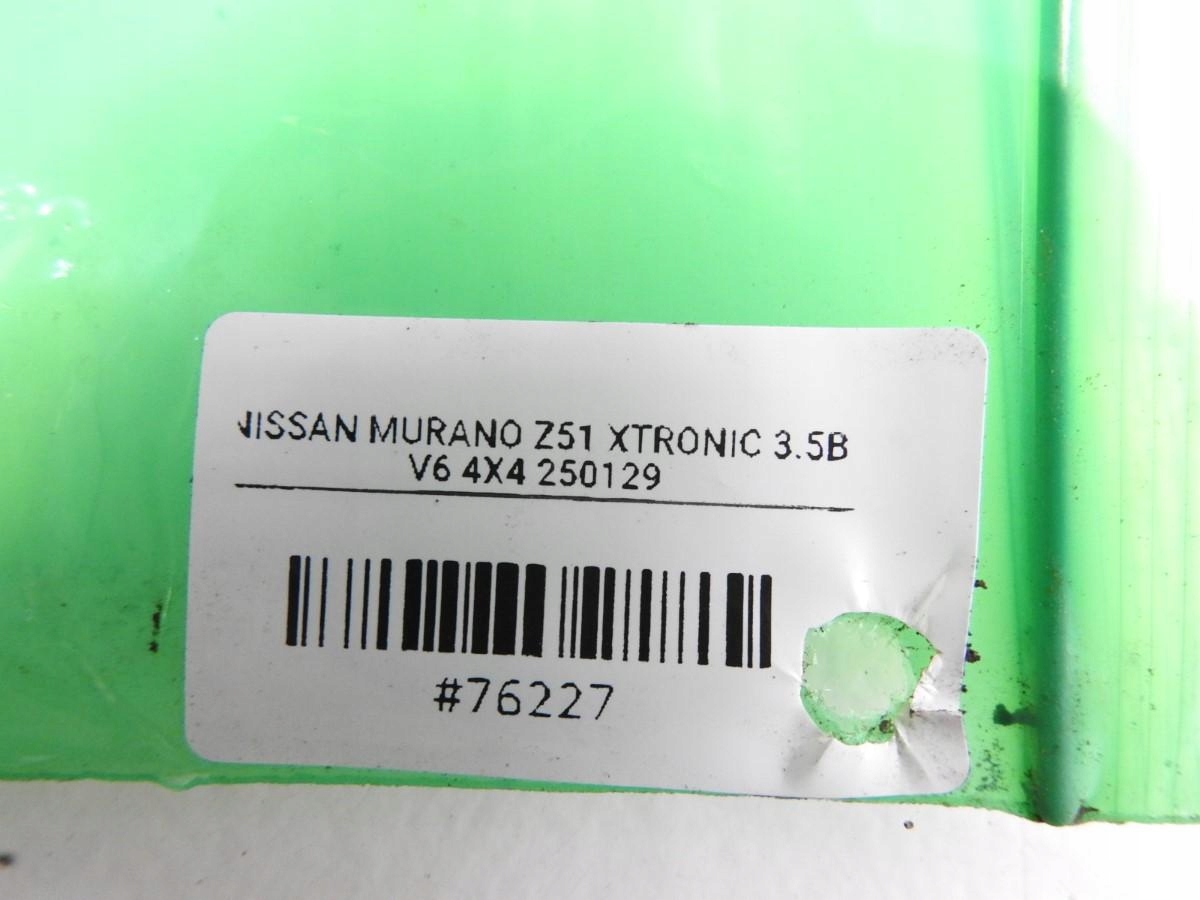 NISSAN MURANO Z51 XTRONIC 3.5B
V6 4X4 250129
#76227